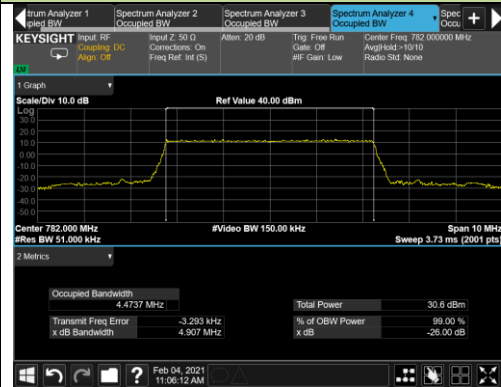 trum Analyzer 1
pied BW
Spectrum Analyzer 2
Occupied BW
Spectrum Analyzer 3
Occupied BW
Spectrum Analyzer 4
Occupied BW
Spec
Occu
KEYSIGHT
Input: RF
Coupling: DC
Align: Off
Input Z: 50 Ω
Corrections: On
Freq Ref: Int (S)
Atten: 20 dB
Trig: Free Run
Gate: Off
#IF Gain: Low
Center Freq: 782.000000 MHz
Avg|Hold:>10/10
Radio Std: None
LXI
1 Graph
Scale/Div 10.0 dB
Ref Value 40.00 dBm
Log
30.0
20.0
10.0
0.00
-10.0
-20.0
-30.0
-40.0
-50.0
Center 782.000 MHz
#Video BW 150.00 kHz
Span 10 MHz
#Res BW 51.000 kHz
Sweep 3.73 ms (2001 pts)
2 Metrics
Occupied Bandwidth
4.4737 MHz
Total Power
30.6 dBm
Transmit Freq Error
-3.293 kHz
% of OBW Power
99.00 %
x dB Bandwidth
4.907 MHz
x dB
-26.00 dB
?
Feb 04, 2021
11:06:12 AM